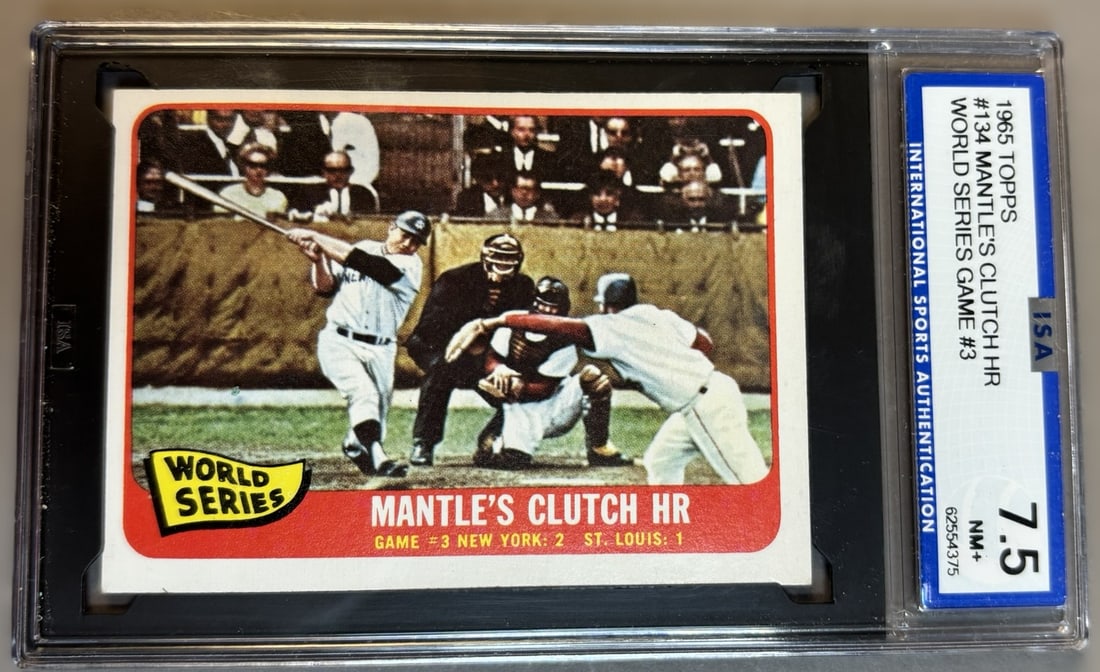 WORLD
SERIES
MANTLE'S CLUTCH HR
GAME #3 NEW YORK: 2 ST. LOUIS: 1
1965 TOPPS
#134 MANTLE'S CLUTCH HR
WORLD SERIES GAME #3
7.5
NM+
62554375
ISA
INTERNATIONAL SPORTS AUTHENTICATION
ISA